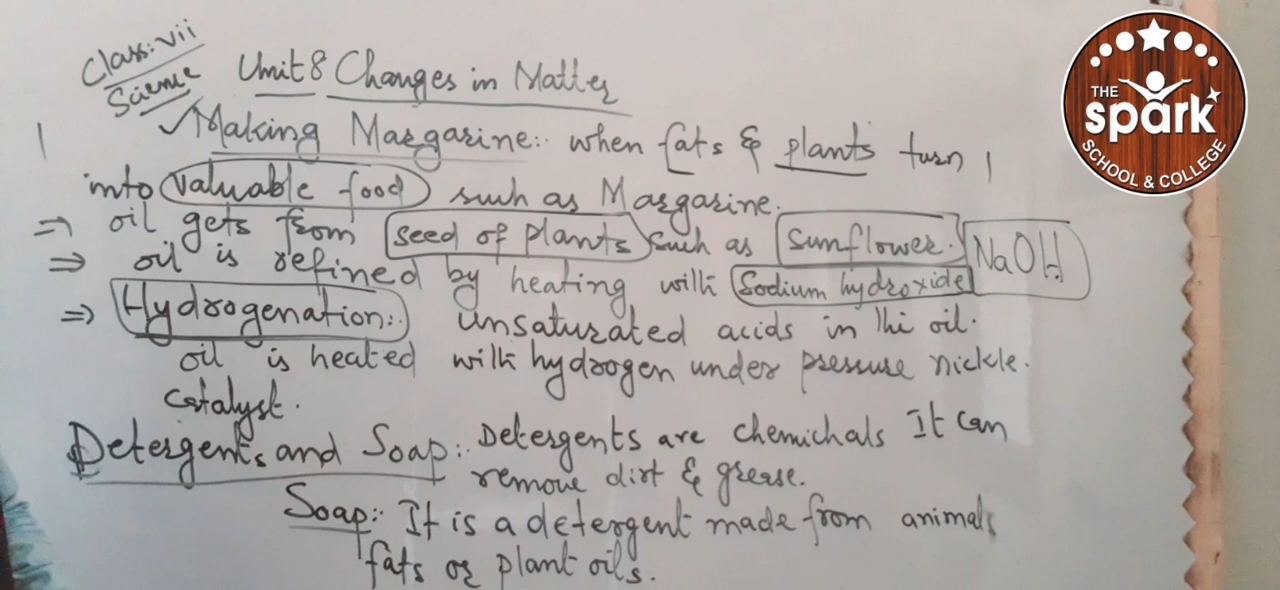 Class: vii
Science
Unit 8 Changes in Matter
Making Margarine:. when fats & plants turn
into valuable food such as Margarine.
⇒ oil gets from seed of plants such as sunflower.
⇒ oil is refined by heating with Sodium hydroxide NaOH
⇒ Hydrogenation:. unsaturated acids in the oil.
oil is heated with hydrogen under pressure nickle.
catalyst.
Detergents and Soap:. Detergents are chemichals It can
remove dirt & grease.
Soap:. It is a detergent made from animals
fats or plant oils.
THE
spark
SCHOOL & COLLEGE